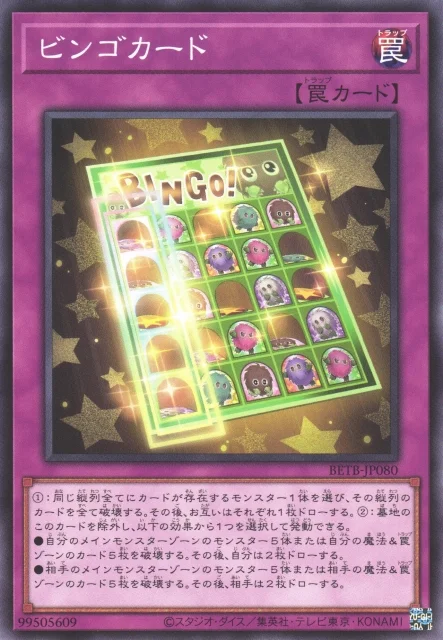 ビンゴカード
トラップ
罠
【罠カード】
トラップ
BINGO!
BETB-JP080
①:同じ縦列全てにカードが存在するモンスター1体を選び、その縦列の
カードを全て破壊する。その後、お互いはそれぞれ1枚ドローする。②:墓地の
このカードを除外し、以下の効果から1つを選択して発動できる。
●自分のメインモンスターゾーンのモンスター5体または自分の魔法&罠
ゾーンのカード5枚を破壊する。その後、自分は2枚ドローする。
●相手のメインモンスターゾーンのモンスター5体または相手の魔法&罠
ゾーンのカード5枚を破壊する。その後、相手は2枚ドローする。
99505609
©スタジオ・ダイス/集英社・テレビ東京・KONAMI